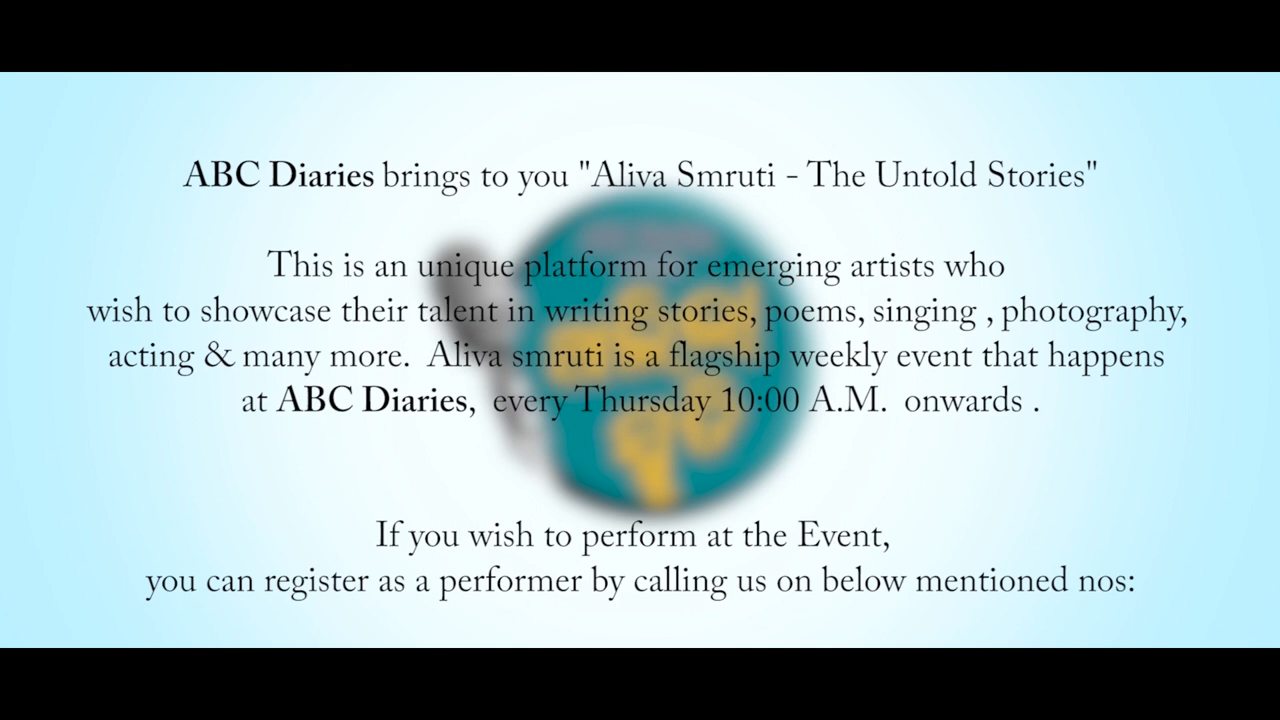 ABC Diaries brings to you "Aliva Smruti - The Untold Stories"
This is an unique platform for emerging artists who
wish to showcase their talent in writing stories, poems, singing , photography,
acting & many more.  Aliva smruti is a flagship weekly event that happens
at ABC Diaries,  every Thursday 10:00 A.M.  onwards .
If you wish to perform at the Event,
you can register as a performer by calling us on below mentioned nos: